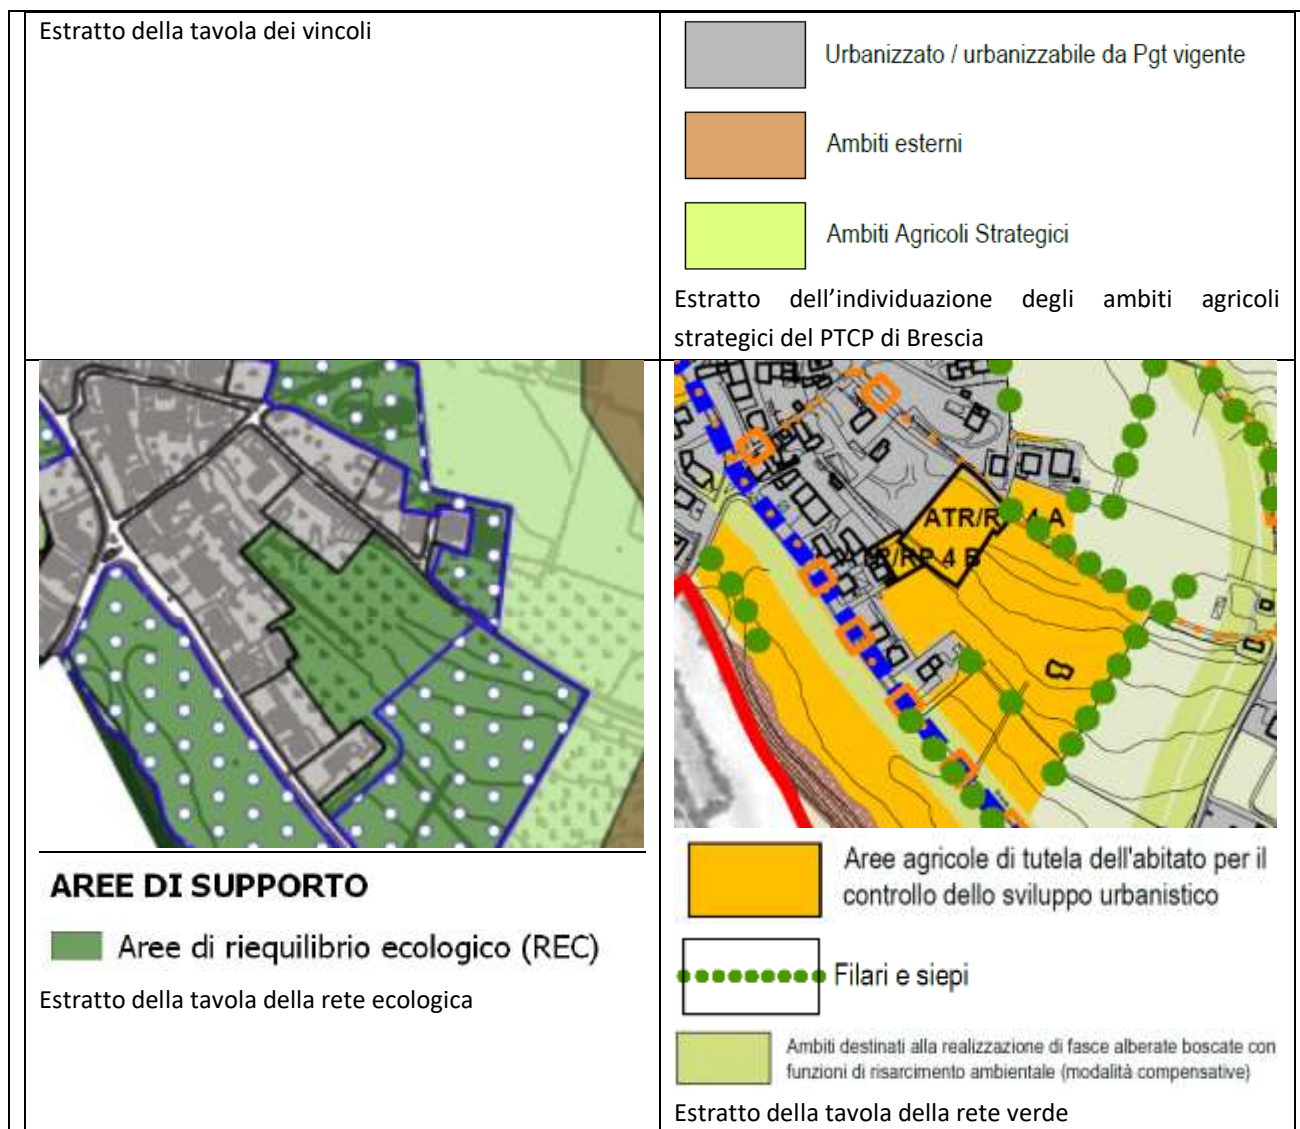 Estratto della tavola dei vincoli
Urbanizzato / urbanizzabile da Pgt vigente
Ambiti esterni
Ambiti Agricoli Strategici
Estratto dell’individuazione degli ambiti agricoli
strategici del PTCP di Brescia
AREE DI SUPPORTO
Aree di riequilibrio ecologico (REC)
Estratto della tavola della rete ecologica
ATR/R 4 A
4 B
Aree agricole di tutela dell'abitato per il
controllo dello sviluppo urbanistico
Filari e siepi
Ambiti destinati alla realizzazione di fasce alberate boscate con
funzioni di risarcimento ambientale (modalità compensative)
Estratto della tavola della rete verde